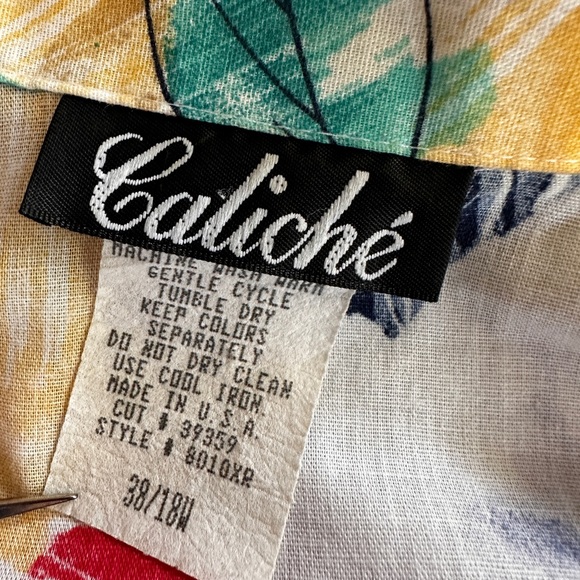 Caliché
MACHINE WASH WARM
GENTLE CYCLE
TUMBLE DRY
KEEP COLORS
SEPARATELY
DO NOT DRY CLEAN
USE COOL IRON.
MADE IN U.S.A.
CUT # 39359
STYLE # 8010XR
38/18W